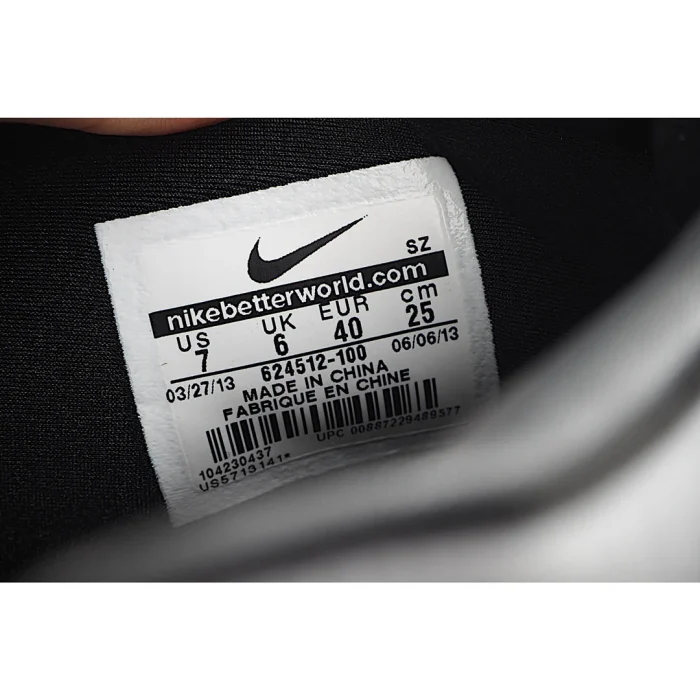 SZ
nikebetterworld.com
US UK EUR cm
7 6 40 25
03/27/13 624512-100 06/06/13
MADE IN CHINA
FABRIQUE EN CHINE
UPC 00887229489577
104230437
US5713141*